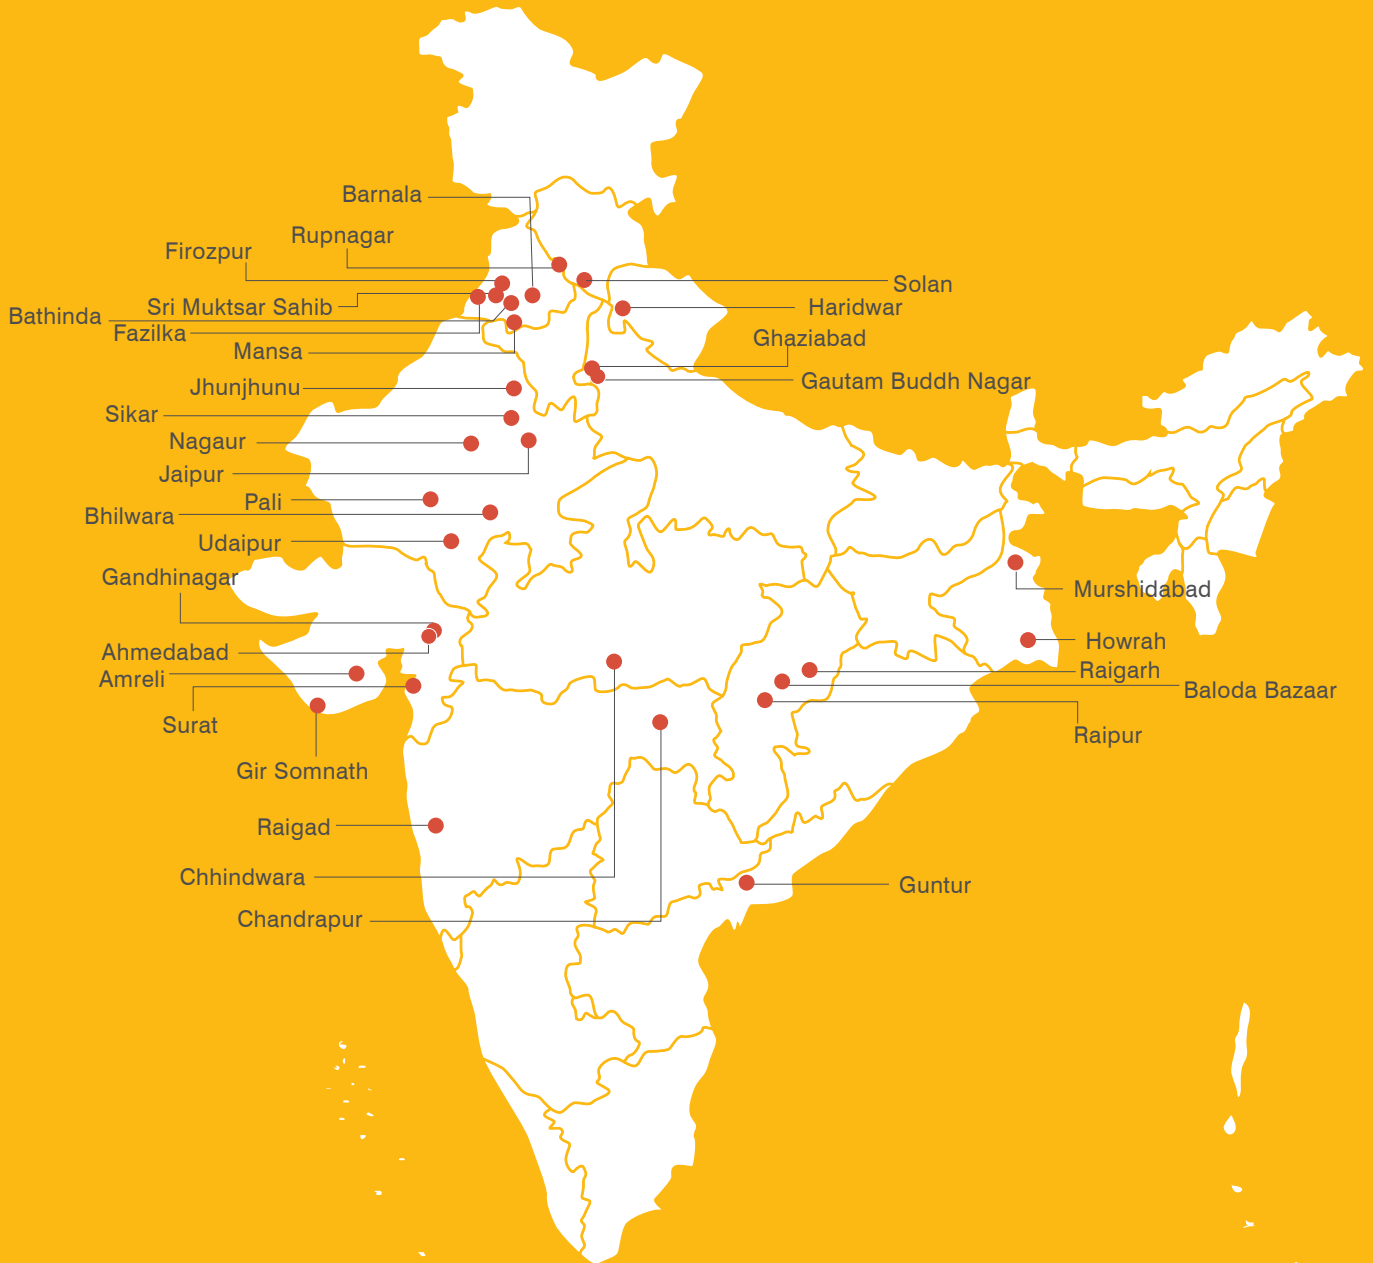 Barnala
Rupnagar
Firozpur
Solan
Sri Muktsar Sahib
Haridwar
Bathinda
Fazilka
Ghaziabad
Mansa
Gautam Buddh Nagar
Jhunjhunu
Sikar
Nagaur
Jaipur
Pali
Bhilwara
Udaipur
Gandhinagar
Murshidabad
Howrah
Ahmedabad
Raigarh
Amreli
Baloda Bazaar
Surat
Raipur
Gir Somnath
Raigad
Chhindwara
Guntur
Chandrapur